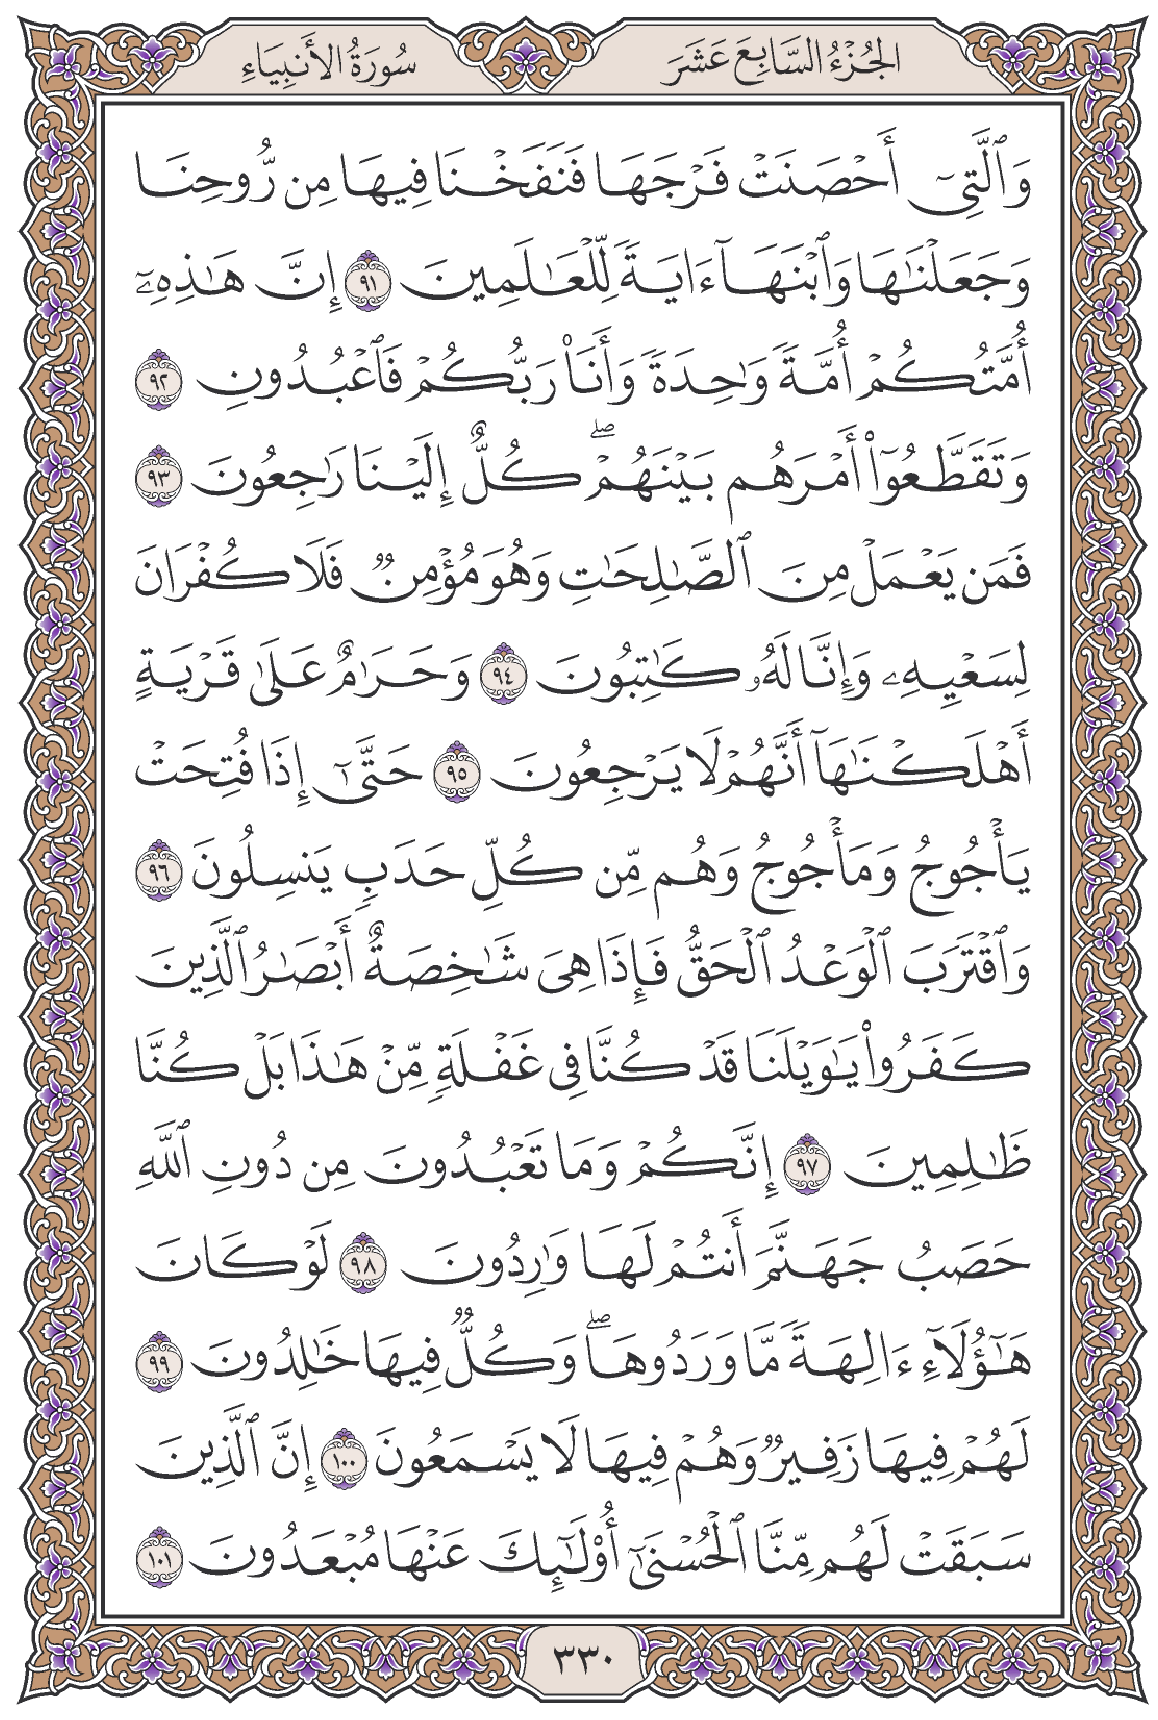 الجُزْءُ السَّابِعَ عَشَرَ
سُورَةُ الأَنبِيَاءِ
وَٱلَّتِىٓ أَحْصَنَتْ فَرْجَهَا فَنَفَخْنَا فِيهَا مِن رُّوحِنَا
وَجَعَلْنَٰهَا وَٱبْنَهَآ ءَايَةً لِّلْعَٰلَمِينَ ٩١ إِنَّ هَٰذِهِۦٓ
أُمَّتُكُمْ أُمَّةً وَٰحِدَةً وَأَنَا۠ رَبُّكُمْ فَٱعْبُدُونِ ٩٢
وَتَقَطَّعُوٓا۟ أَمْرَهُم بَيْنَهُمْ ۖ كُلٌّ إِلَيْنَا رَٰجِعُونَ ٩٣
فَمَن يَعْمَلْ مِنَ ٱلصَّٰلِحَٰتِ وَهُوَ مُؤْمِنٌ فَلَا كُفْرَانَ
لِسَعْيِهِۦ وَإِنَّا لَهُۥ كَٰتِبُونَ ٩٤ وَحَرَٰمٌ عَلَىٰ قَرْيَةٍ
أَهْلَكْنَٰهَآ أَنَّهُمْ لَا يَرْجِعُونَ ٩٥ حَتَّىٰٓ إِذَا فُتِحَتْ
يَأْجُوجُ وَمَأْجُوجُ وَهُم مِّن كُلِّ حَدَبٍ يَنسِلُونَ ٩٦
وَٱقْتَرَبَ ٱلْوَعْدُ ٱلْحَقُّ فَإِذَا هِىَ شَٰخِصَةٌ أَبْصَٰرُ ٱلَّذِينَ
كَفَرُوا۟ يَٰوَيْلَنَا قَدْ كُنَّا فِى غَفْلَةٍ مِّنْ هَٰذَا بَلْ كُنَّا
ظَٰلِمِينَ ٩٧ إِنَّكُمْ وَمَا تَعْبُدُونَ مِن دُونِ ٱللَّهِ
حَصَبُ جَهَنَّمَ أَنتُمْ لَهَا وَٰرِدُونَ ٩٨ لَوْ كَانَ
هَٰٓؤُلَآءِ ءَالِهَةً مَّا وَرَدُوهَا ۖ وَكُلٌّ فِيهَا خَٰلِدُونَ ٩٩
لَهُمْ فِيهَا زَفِيرٌ وَهُمْ فِيهَا لَا يَسْمَعُونَ ١٠٠ إِنَّ ٱلَّذِينَ
سَبَقَتْ لَهُم مِّنَّا ٱلْحُسْنَىٰٓ أُو۟لَٰٓئِكَ عَنْهَا مُبْعَدُونَ ١٠١
٣٣٠